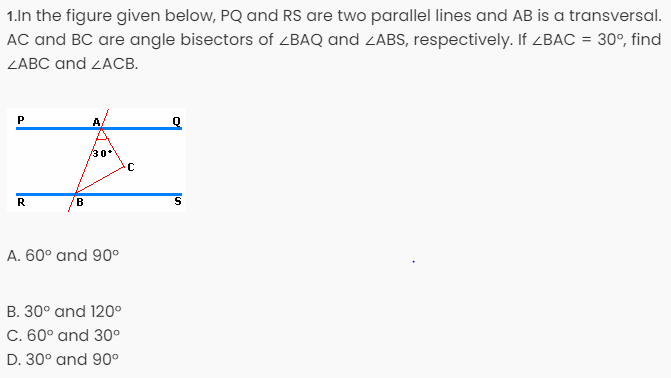 1.In the figure given below, PQ and RS are two parallel lines and AB is a transversal.
AC and BC are angle bisectors of ∠BAQ and ∠ABS, respectively. If ∠BAC = 30°, find
∠ABC and ∠ACB.
P A Q
30°
C
R B S
A. 60° and 90°
B. 30° and 120°
C. 60° and 30°
D. 30° and 90°